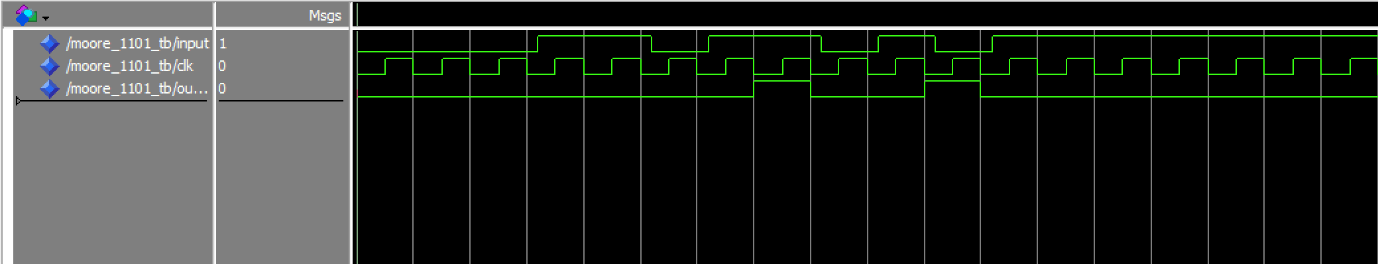 Msgs
/moore_1101_tb/input 1
/moore_1101_tb/clk 0
/moore_1101_tb/ou... 0